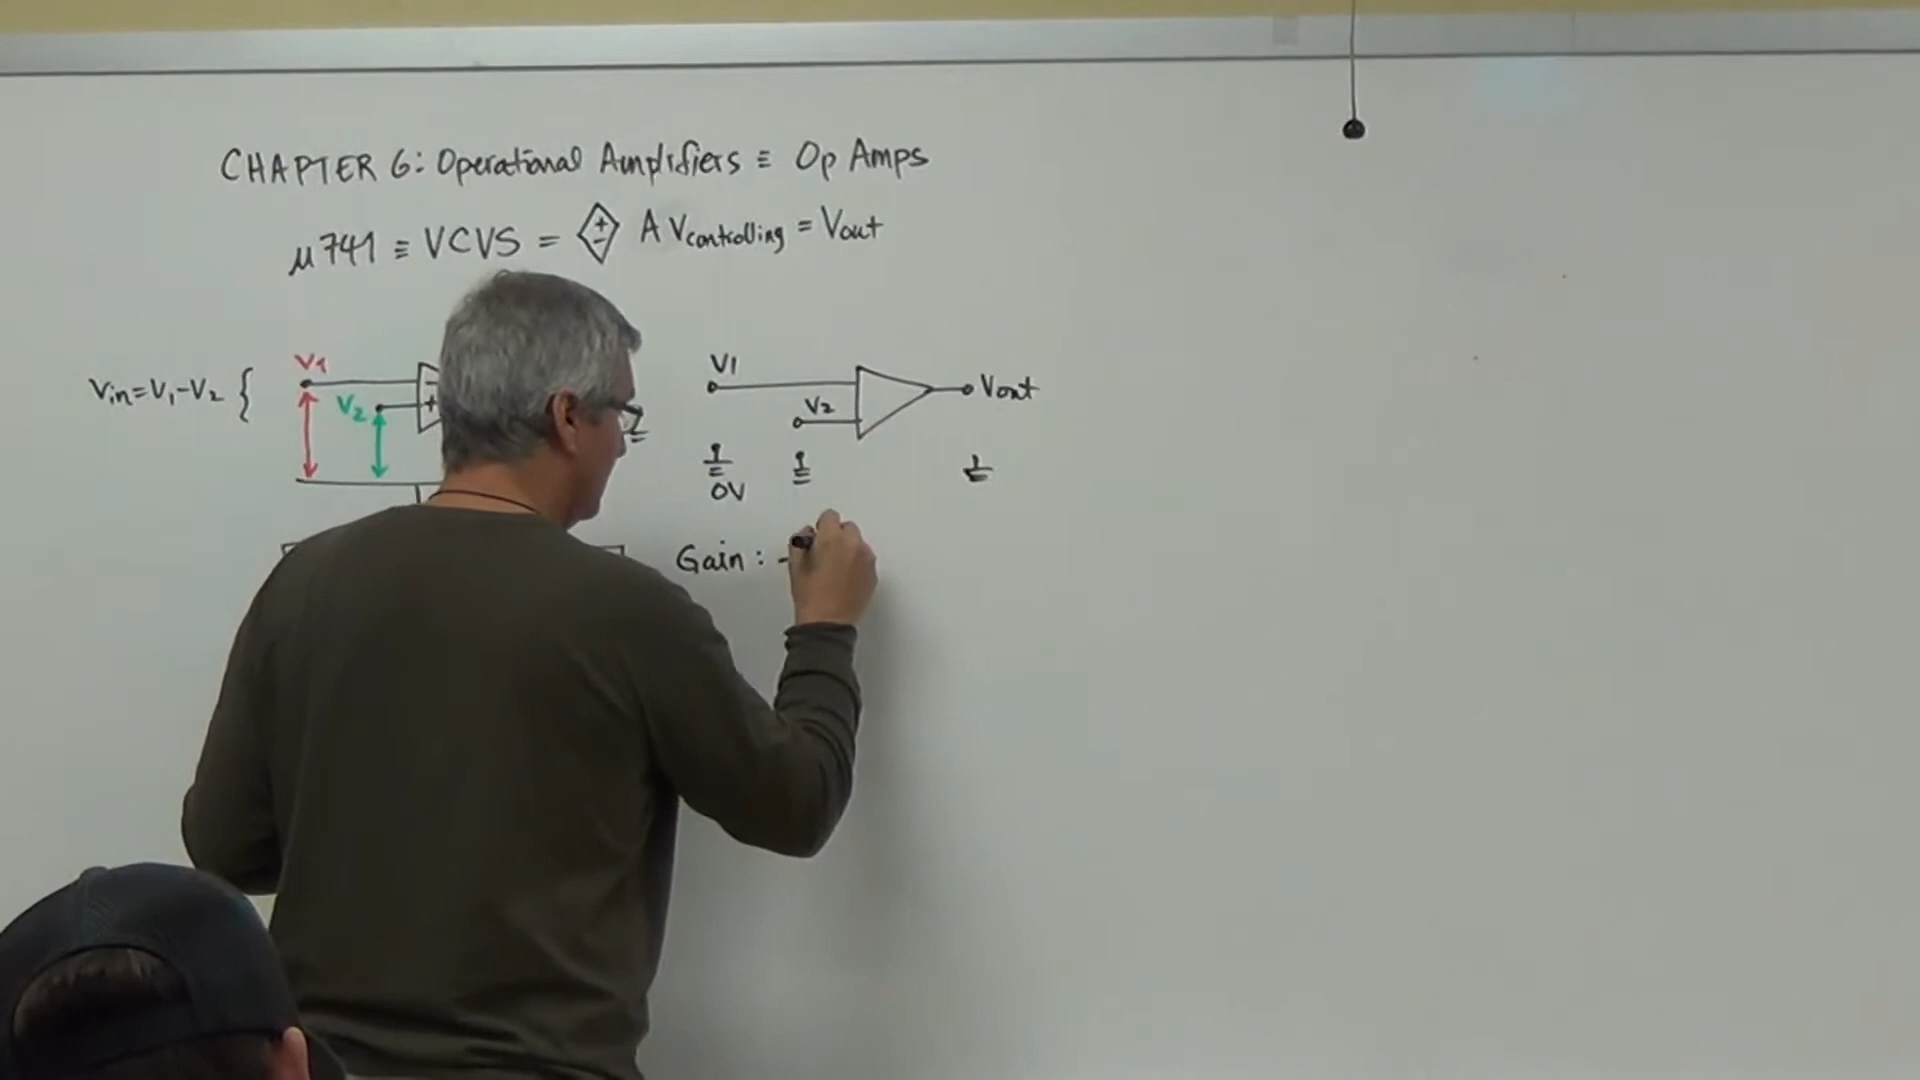 CHAPTER 6: Operational Amplifiers ≡ Op Amps
μ741 ≡ VCVS = + − A Vcontrolling = Vout
Vin=V1-V2 {
V1
V2
- 
+
V1
V2
Vout
0V
Gain : -